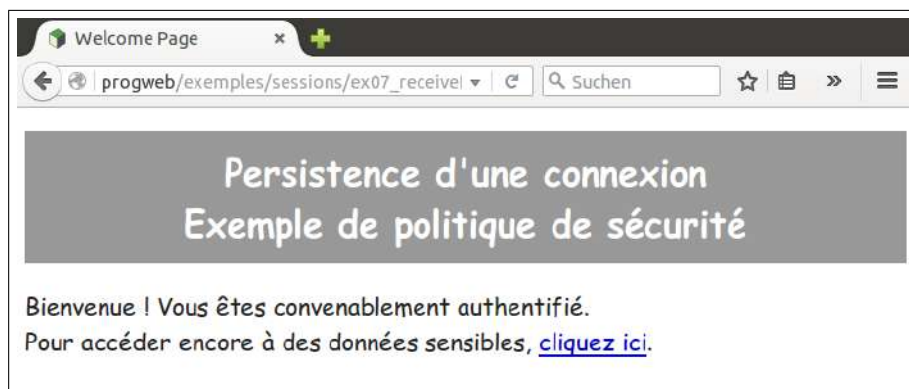 Welcome Page
progweb/exemples/sessions/ex07_receivel
Suchen
Persistence d'une connexion
Exemple de politique de sécurité
Bienvenue ! Vous êtes convenablement authentifié.
Pour accéder encore à des données sensibles, cliquez ici.